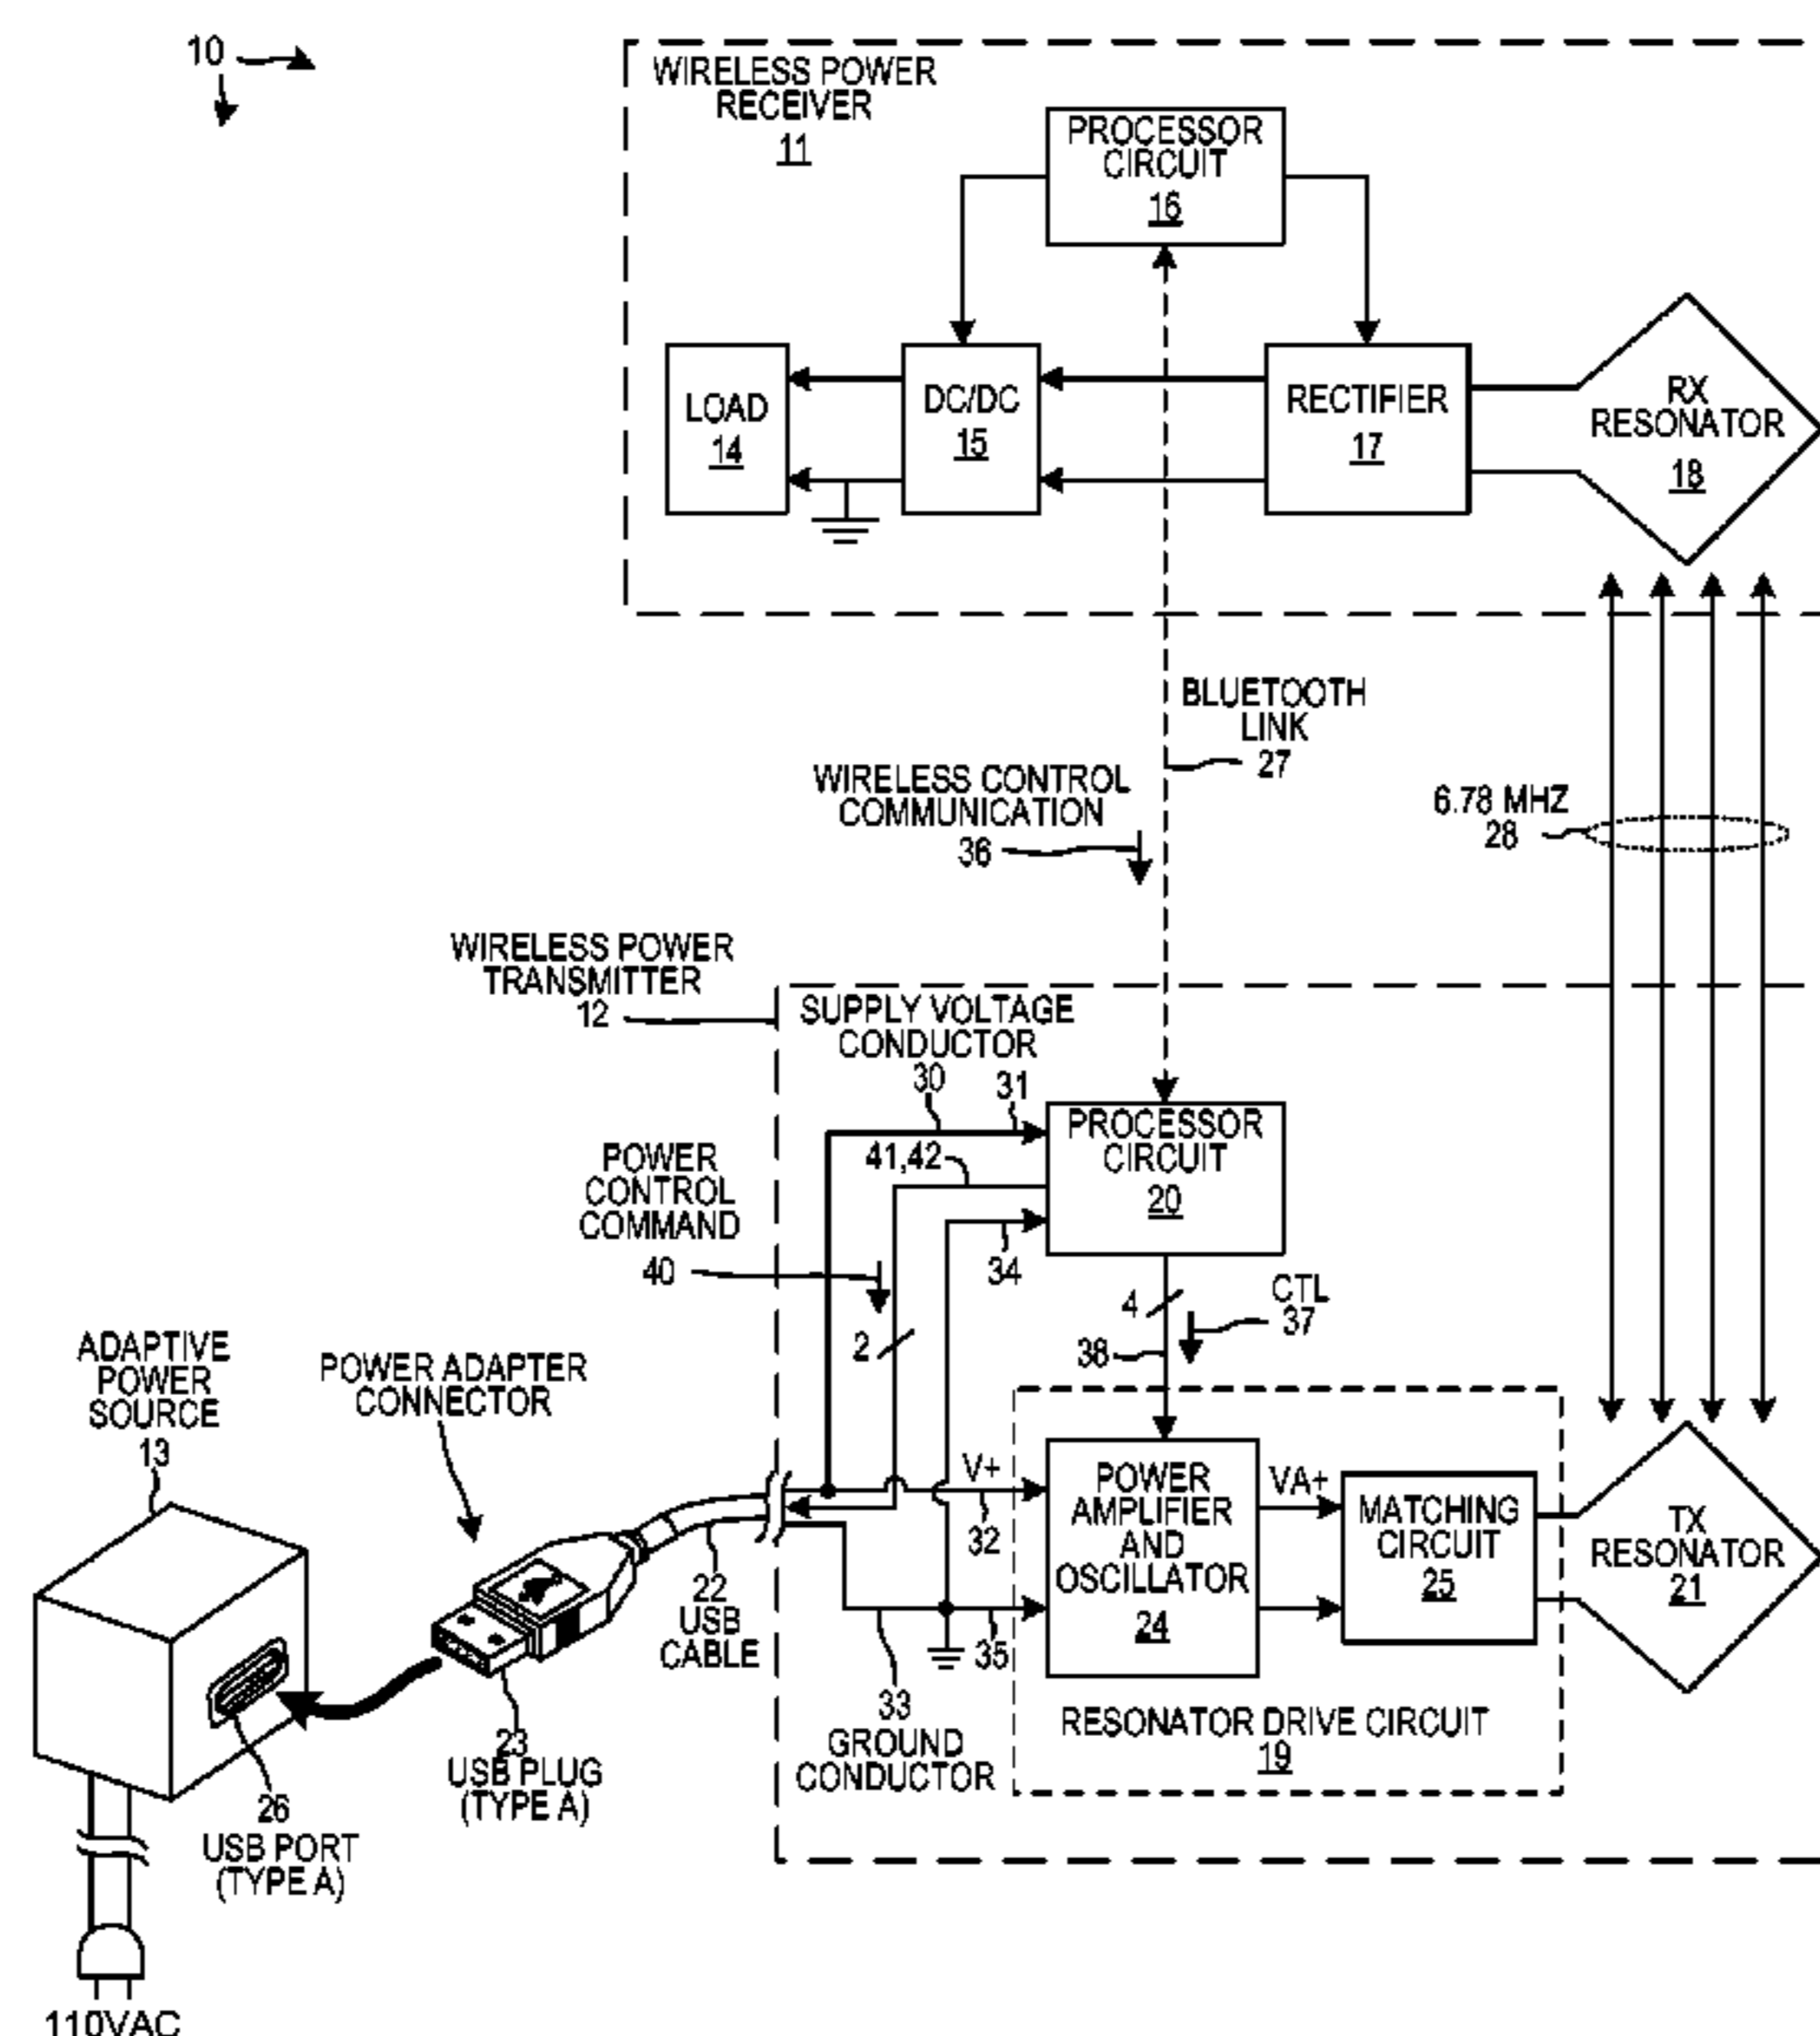 10
WIRELESS POWER
RECEIVER
11
PROCESSOR
CIRCUIT
16
LOAD
14
DC/DC
15
RECTIFIER
17
RX
RESONATOR
18
BLUETOOTH
LINK
27
WIRELESS CONTROL
COMMUNICATION
36
6.78 MHZ
28
WIRELESS POWER
TRANSMITTER
12
SUPPLY VOLTAGE
CONDUCTOR
30
31
PROCESSOR
CIRCUIT
20
41,42
34
POWER
CONTROL
COMMAND
40
2
4
CTL
37
38
ADAPTIVE
POWER
SOURCE
13
POWER ADAPTER
CONNECTOR
V+
32
POWER
AMPLIFIER
AND
OSCILLATOR
24
VA+
MATCHING
CIRCUIT
25
TX
RESONATOR
21
22
USB
CABLE
35
33
GROUND
CONDUCTOR
RESONATOR DRIVE CIRCUIT
19
23
USB PLUG
(TYPE A)
26
USB PORT
(TYPE A)
110VAC